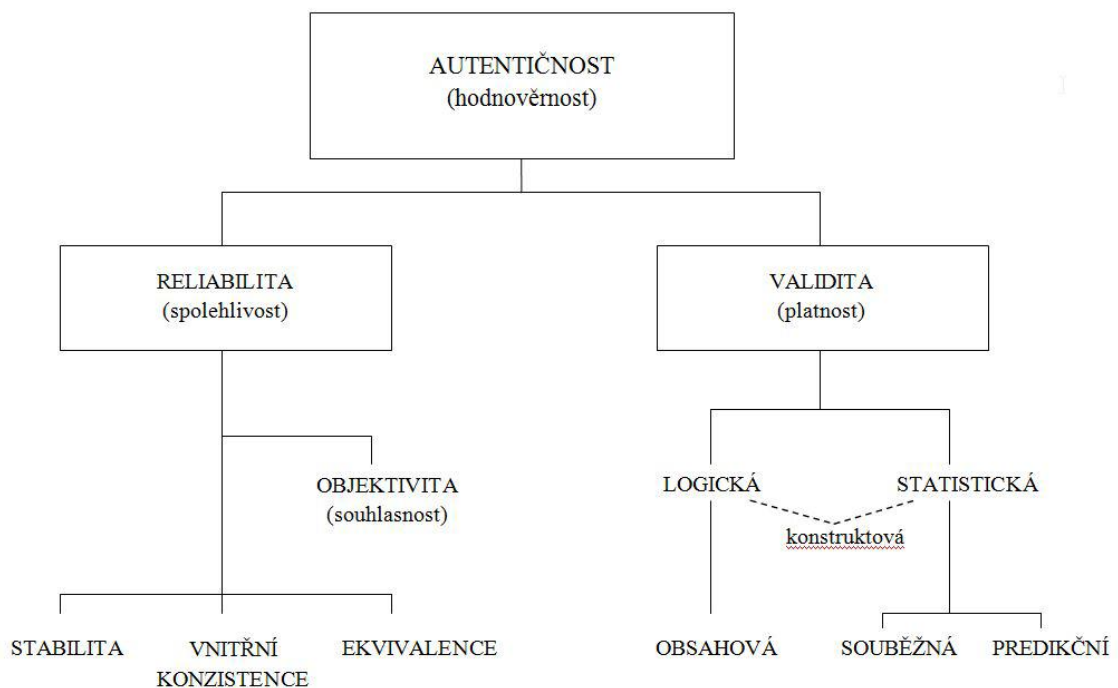 AUTENTIČNOST
(hodnověrnost)
RELIABILITA
(spolehlivost)
VALIDITA
(platnost)
OBJEKTIVITA
(souhlasnost)
LOGICKÁ
STATISTICKÁ
konstruktová
STABILITA
VNITŘNÍ
KONZISTENCE
EKVIVALENCE
OBSAHOVÁ
SOUBĚŽNÁ
PREDIKČNÍ